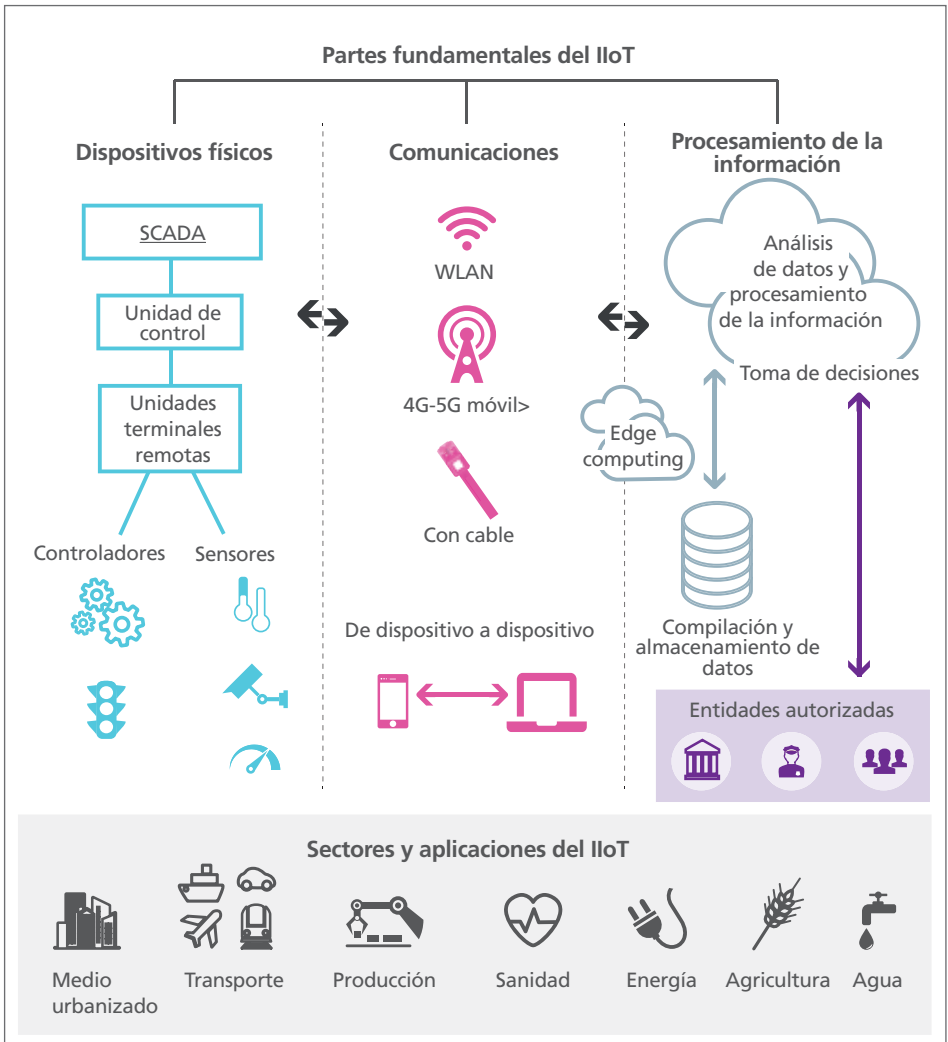 Partes fundamentales del IIoT
Dispositivos físicos
SCADA
Unidad de
control
Unidades
terminales
remotas
Controladores
Sensores
Comunicaciones
WLAN
4G-5G móvil>
Con cable
De dispositivo a dispositivo
Procesamiento de la
información
Análisis
de datos y
procesamiento
de la información
Toma de decisiones
Edge
computing
Compilación y
almacenamiento de
datos
Entidades autorizadas
Sectores y aplicaciones del IIoT
Medio
urbanizado
Transporte
Producción
Sanidad
Energía
Agricultura
Agua